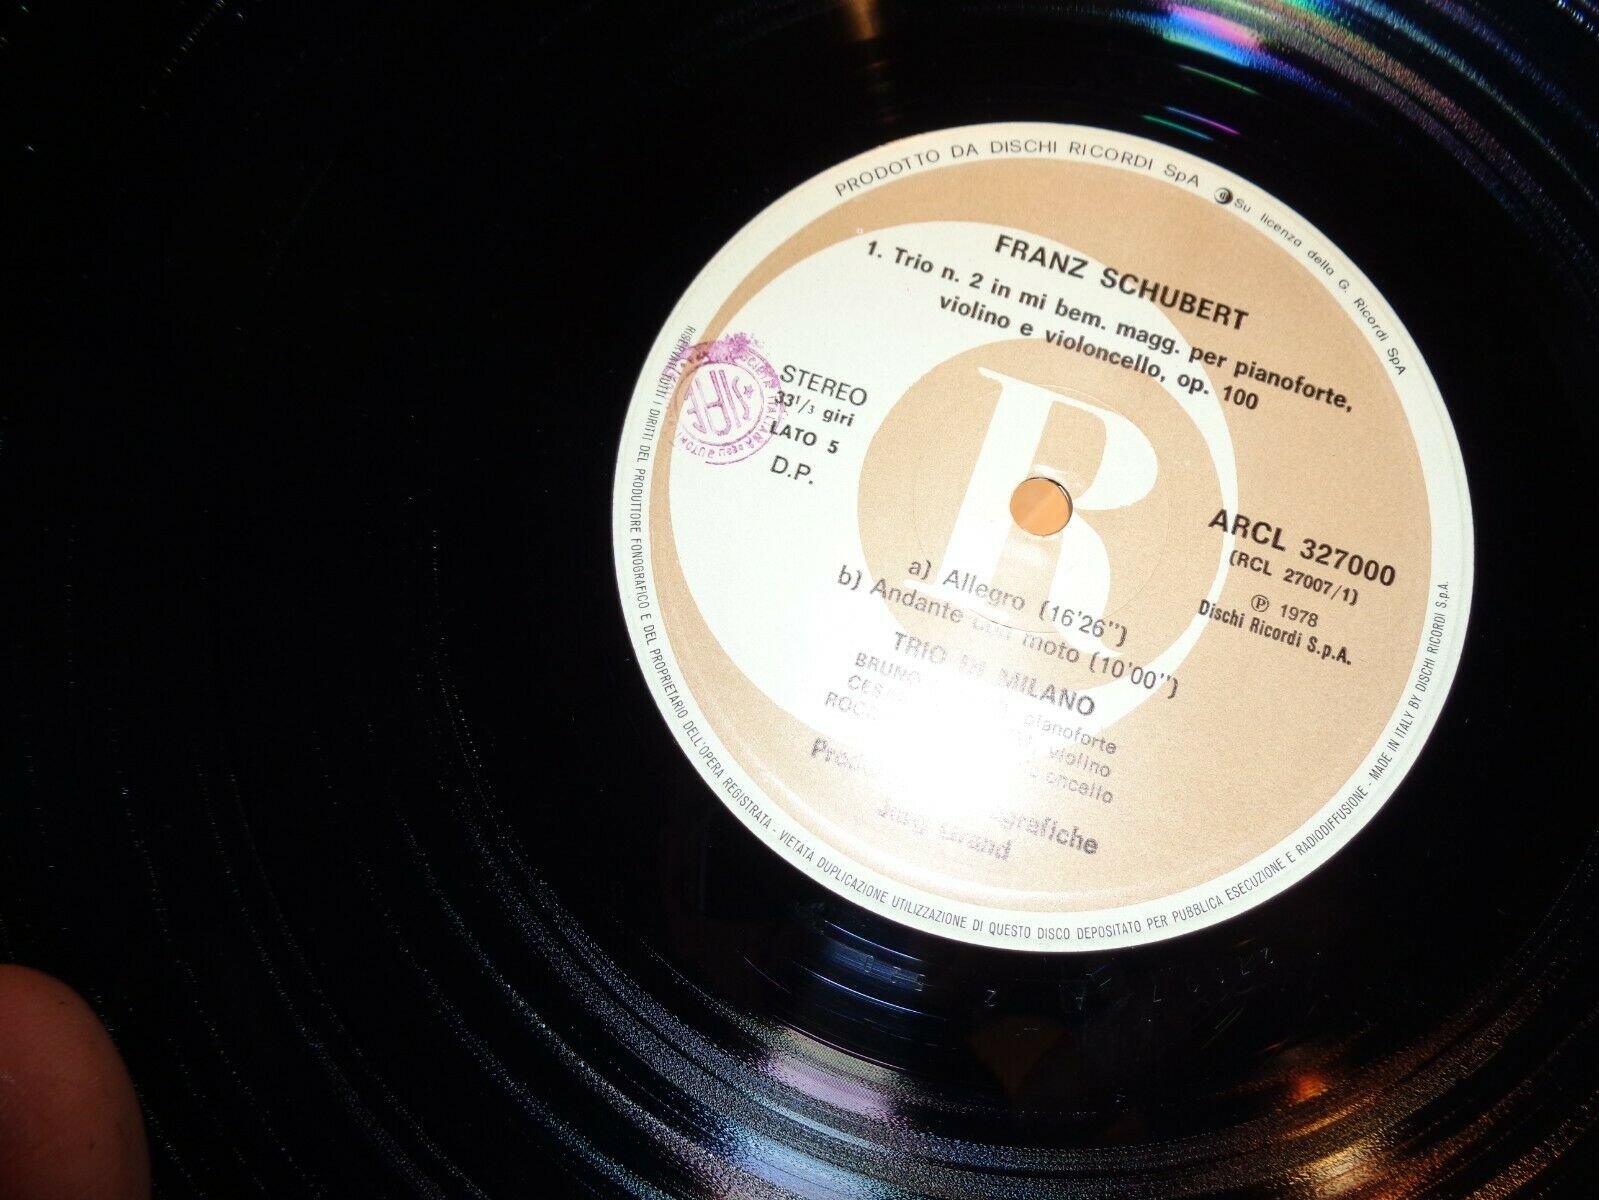 PRODOTTO DA DISCHI RICORDI SpA Su licenza della G. Ricordi SpA
FRANZ SCHUBERT
1. Trio n. 2 in mi bem. magg. per pianoforte,
violino e violoncello, op. 100
STEREO
33 1/3 giri
LATO 5
D.P.
SIAE
ARCL 327000
(RCL 27007/1)
Ⓟ 1978
Dischi Ricordi S.p.A.
R
a) Allegro (16'26")
b) Andante con moto (10'00")
TRIO DI MILANO
BRUNO pianoforte
violino
Jürg Grand
TUTTI I DIRITTI DEL PRODUTTORE FONOGRAFICO E DEL PROPRIETARIO DELL'OPERA REGISTRATA - VIETATA DUPLICAZIONE UTILIZZAZIONE DI QUESTO DISCO DEPOSITATO PER PUBBLICA ESECUZIONE E RADIODIFFUSIONE - MADE IN ITALY BY DISCHI RICORDI S.p.A.